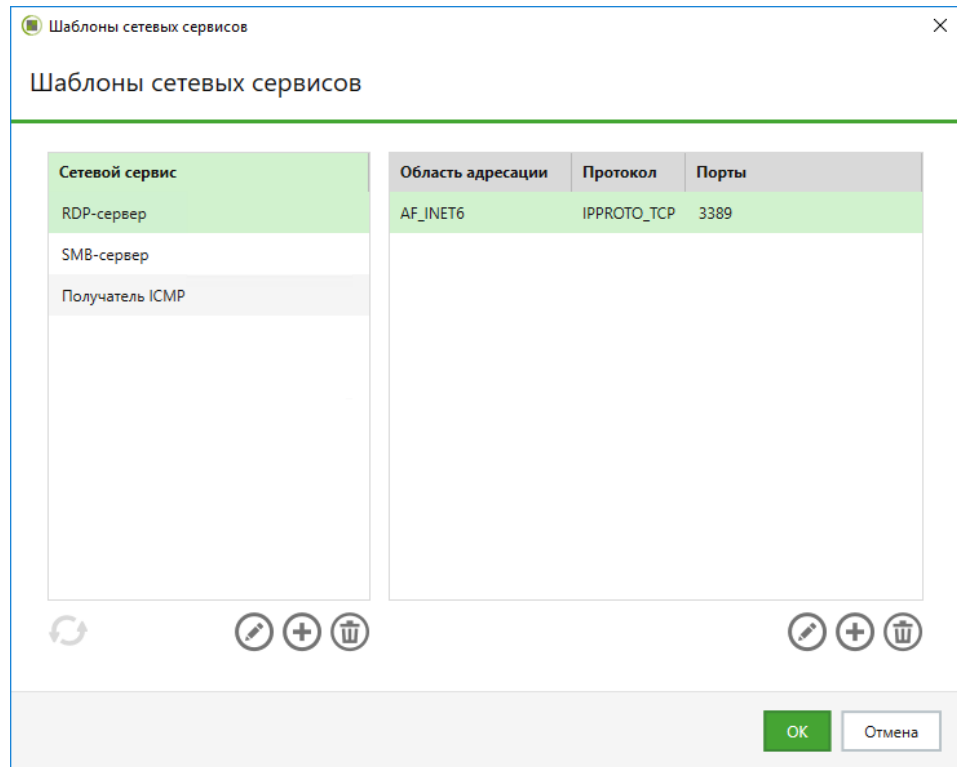 Шаблоны сетевых сервисов
Шаблоны сетевых сервисов
Сетевой сервис
RDP-сервер
SMB-сервер
Получатель ICMP
Область адресации Протокол Порты
AF_INET6 IPPROTO_TCP 3389
ОК Отмена